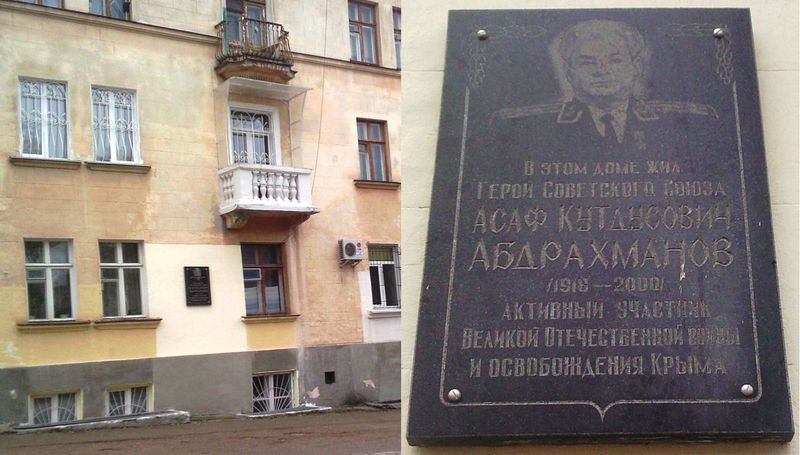 В этом доме жил
Герой Советского Союза
Асаф Кутдусович
Абдрахманов
/1918—2000/
активный участник
Великой Отечественной войны
и освобождения Крыма